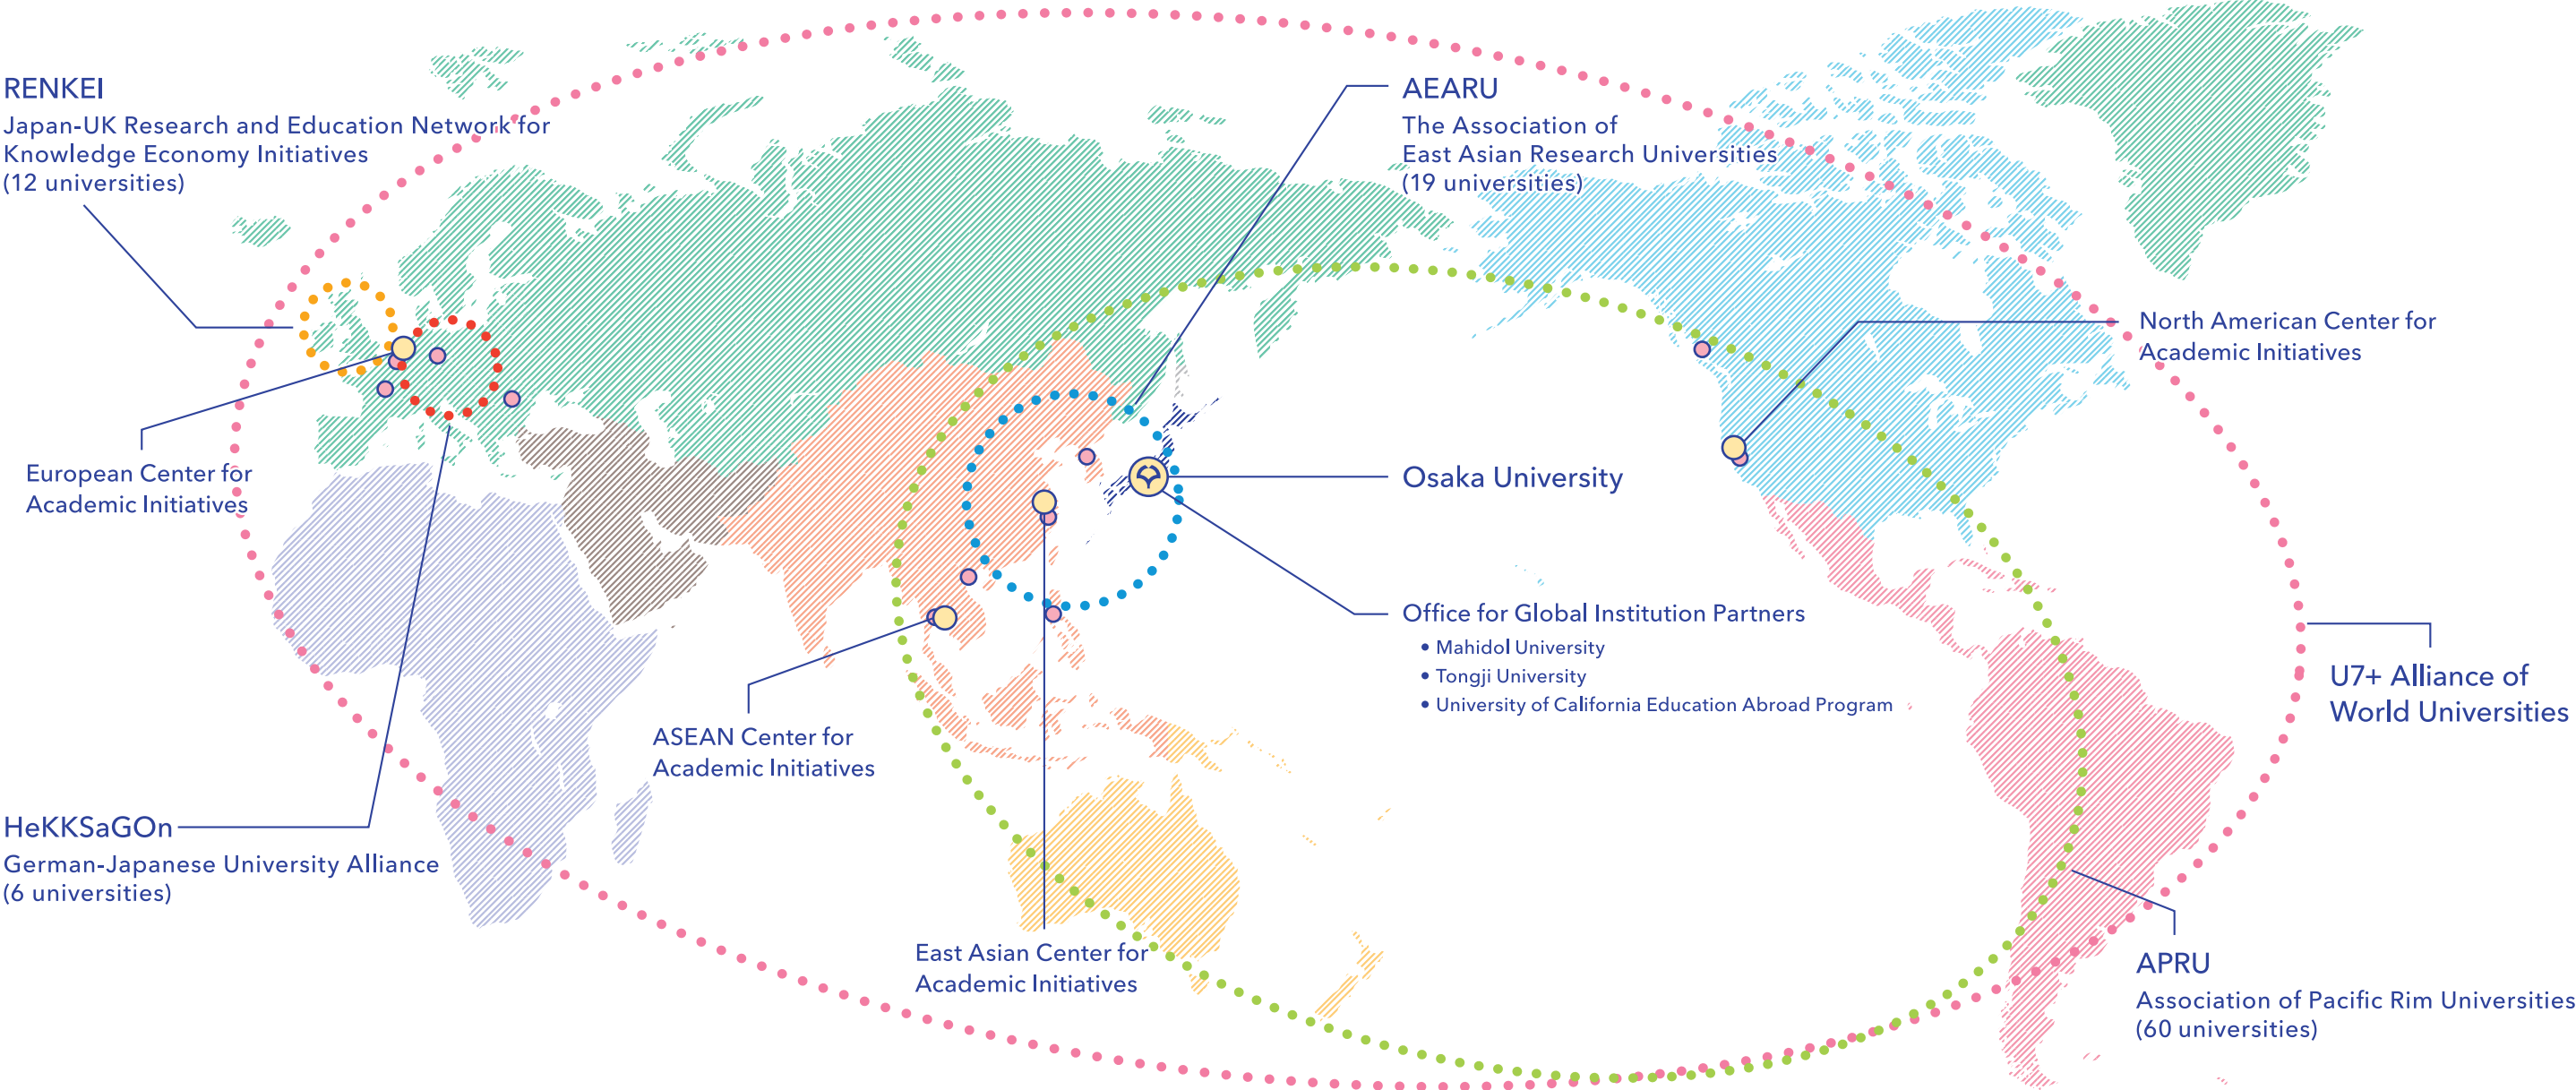 RENKEI
Japan-UK Research and Education Network for
Knowledge Economy Initiatives
(12 universities)
AEARU
The Association of
East Asian Research Universities
(19 universities)
North American Center for
Academic Initiatives
European Center for
Academic Initiatives
Osaka University
Office for Global Institution Partners
• Mahidol University
• Tongji University
• University of California Education Abroad Program
U7+ Alliance of
World Universities
ASEAN Center for
Academic Initiatives
HeKKSaGOn
German-Japanese University Alliance
(6 universities)
East Asian Center for
Academic Initiatives
APRU
Association of Pacific Rim Universities
(60 universities)